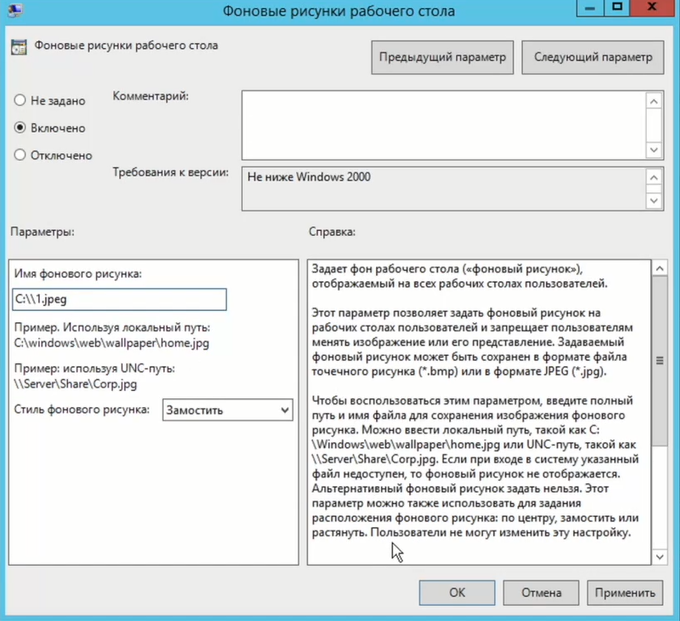 Фоновые рисунки рабочего стола
Фоновые рисунки рабочего стола
Предыдущий параметр
Следующий параметр
Не задано
Включено
Отключено
Комментарий:
Требования к версии:
Не ниже Windows 2000
Параметры:
Справка:
Имя фонового рисунка:
C:\\1.jpeg
Пример. Используя локальный путь:
C:\windows\web\wallpaper\home.jpg
Пример: используя UNC-путь:
\\Server\Share\Corp.jpg
Стиль фонового рисунка:
Замостить
Задает фон рабочего стола («фоновый рисунок»),
отображаемый на всех рабочих столах пользователей.
Этот параметр позволяет задать фоновый рисунок на
рабочих столах пользователей и запрещает пользователям
менять изображение или его представление. Задаваемый
фоновый рисунок может быть сохранен в формате файла
точечного рисунка (*.bmp) или в формате JPEG (*.jpg).
Чтобы воспользоваться этим параметром, введите полный
путь и имя файла для сохранения изображения фонового
рисунка. Можно ввести локальный путь, такой как C:
\Windows\web\wallpaper\home.jpg или UNC-путь, такой как
\\Server\Share\Corp.jpg. Если при входе в систему указанный
файл недоступен, то фоновый рисунок не отображается.
Альтернативный фоновый рисунок задать нельзя. Этот
параметр можно также использовать для задания
расположения фонового рисунка: по центру, замостить или
растянуть. Пользователи не могут изменить эту настройку.
ОК
Отмена
Применить